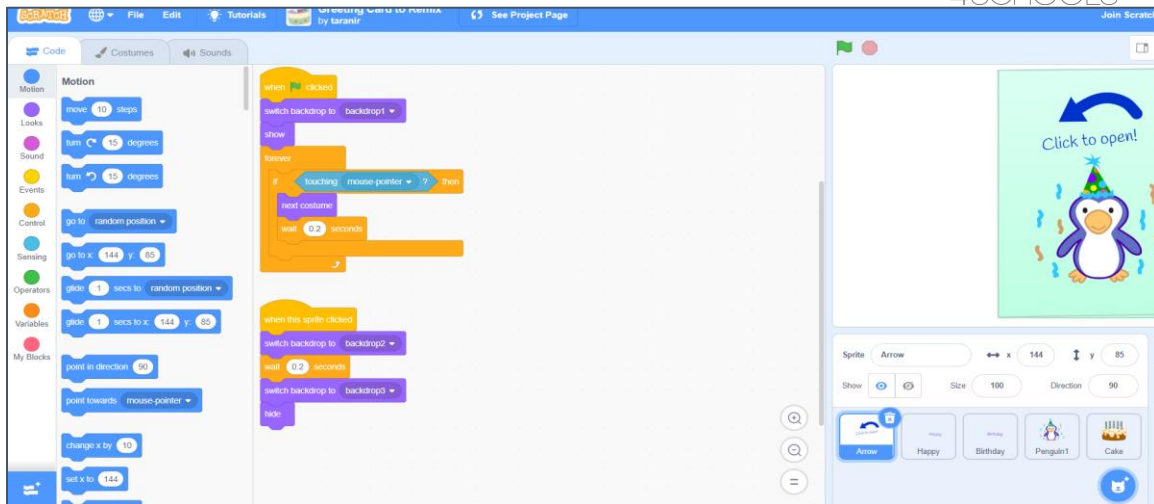 4SCHOOLS
SCRATCH File Edit Tutorials Greeting Card to Remix by taranir See Project Page Join Scratch
Code Costumes Sounds
Motion
Looks
Sound
Events
Control
Sensing
Operators
Variables
My Blocks
Motion
move 10 steps
turn 15 degrees
turn 15 degrees
go to random position
go to x: 144 y: 85
glide 1 secs to random position
glide 1 secs to x: 144 y: 85
point in direction 90
point towards mouse-pointer
change x by 10
set x to 144
when clicked
switch backdrop to backdrop1
show
forever
if touching mouse-pointer ? then
next costume
wait 0.2 seconds
when this sprite clicked
switch backdrop to backdrop2
wait 0.2 seconds
switch backdrop to backdrop3
hide
Click to open!
Sprite Arrow x 144 y 85
Show Size 100 Direction 90
Arrow Happy Birthday Penguin1 Cake